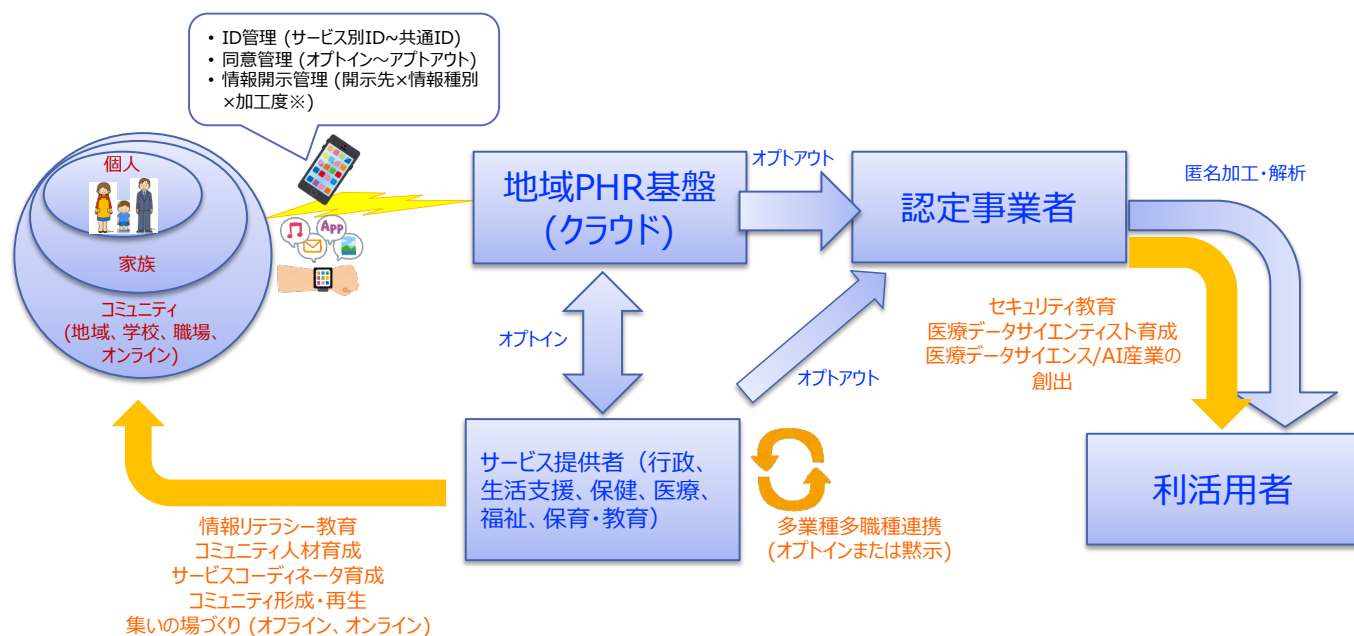 • ID管理 (サービス別ID~共通ID)
• 同意管理 (オプトイン～アプトアウト)
• 情報開示管理 (開示先×情報種別
×加工度※)
個人
家族
コミュニティ
(地域、学校、職場、
オンライン)
App
地域PHR基盤
(クラウド)
オプトアウト
認定事業者
匿名加工・解析
オプトイン
オプトアウト
セキュリティ教育
医療データサイエンティスト育成
医療データサイエンス/AI産業の
創出
サービス提供者（行政、
生活支援、保健、医療、
福祉、保育・教育）
多業種多職種連携
(オプトインまたは黙示)
利活用者
情報リテラシー教育
コミュニティ人材育成
サービスコーディネータ育成
コミュニティ形成・再生
集いの場づくり (オフライン、オンライン)